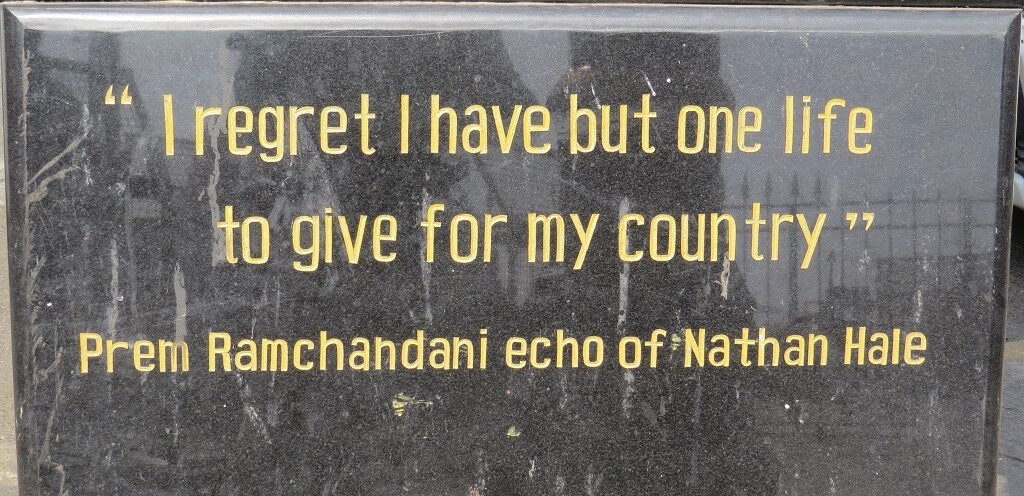 “ I regret I have but one life
to give for my country ”
Prem Ramchandani echo of Nathan Hale